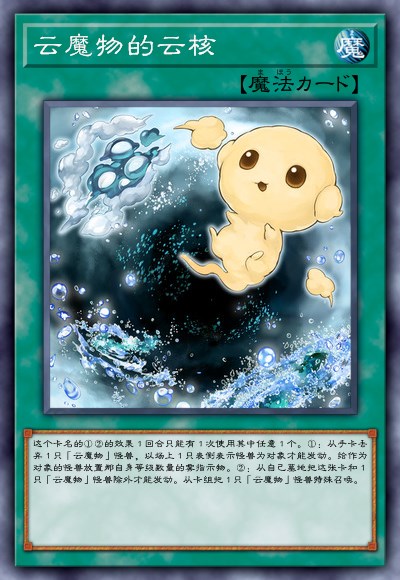 云魔物的云核
魔
【魔法カード】
ま ほう
这个卡名的①②的效果1回合只能有1次使用其中任意1个。①：从手卡丢
弃1只「云魔物」怪兽，以场上1只表侧表示怪兽为对象才能发动。给作为
对象的怪兽放置那自身等级数量的雾指示物。②：从自己墓地把这张卡和1
只「云魔物」怪兽除外才能发动。从卡组把1只「云魔物」怪兽特殊召唤。